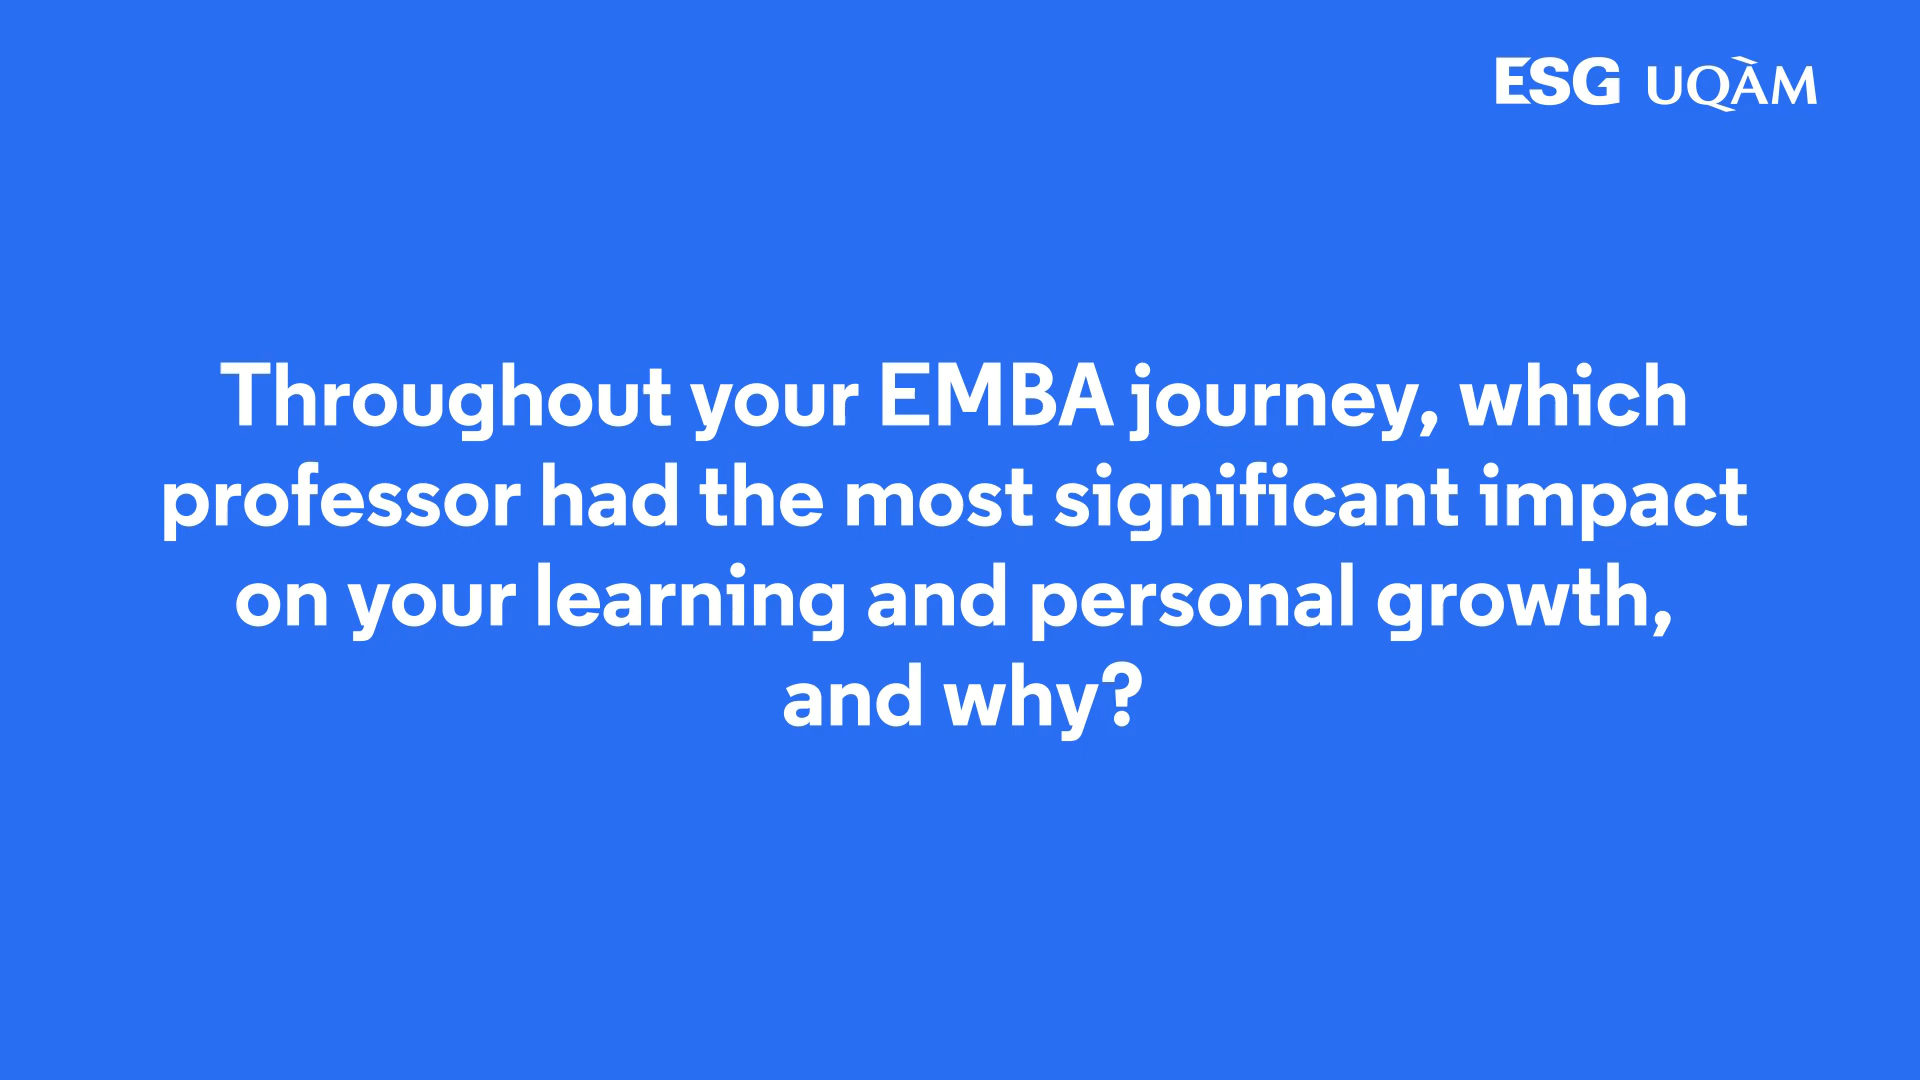 ESG UQÀM
Throughout your EMBA journey, which
professor had the most significant impact
on your learning and personal growth,
and why?